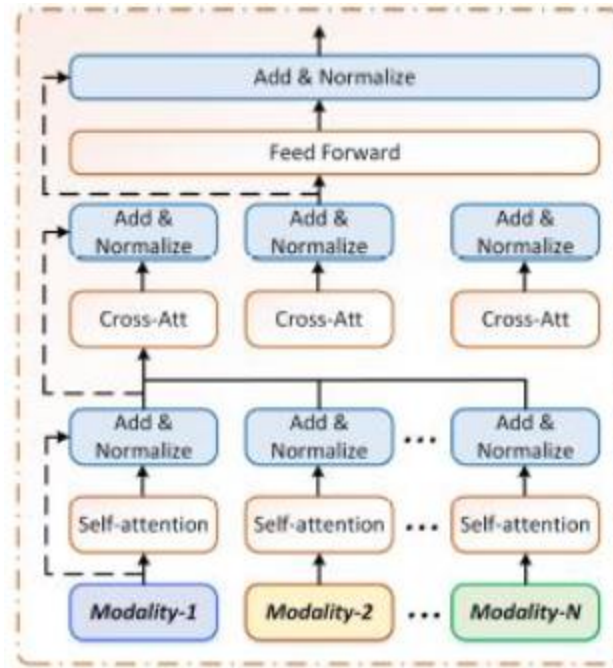 Add & Normalize
Feed Forward
Add &
Normalize
Add &
Normalize
Add &
Normalize
Cross-Att
Cross-Att
Cross-Att
Add &
Normalize
Add &
Normalize
...
Add &
Normalize
Self-attention
Self-attention
...
Self-attention
Modality-1
Modality-2
...
Modality-N